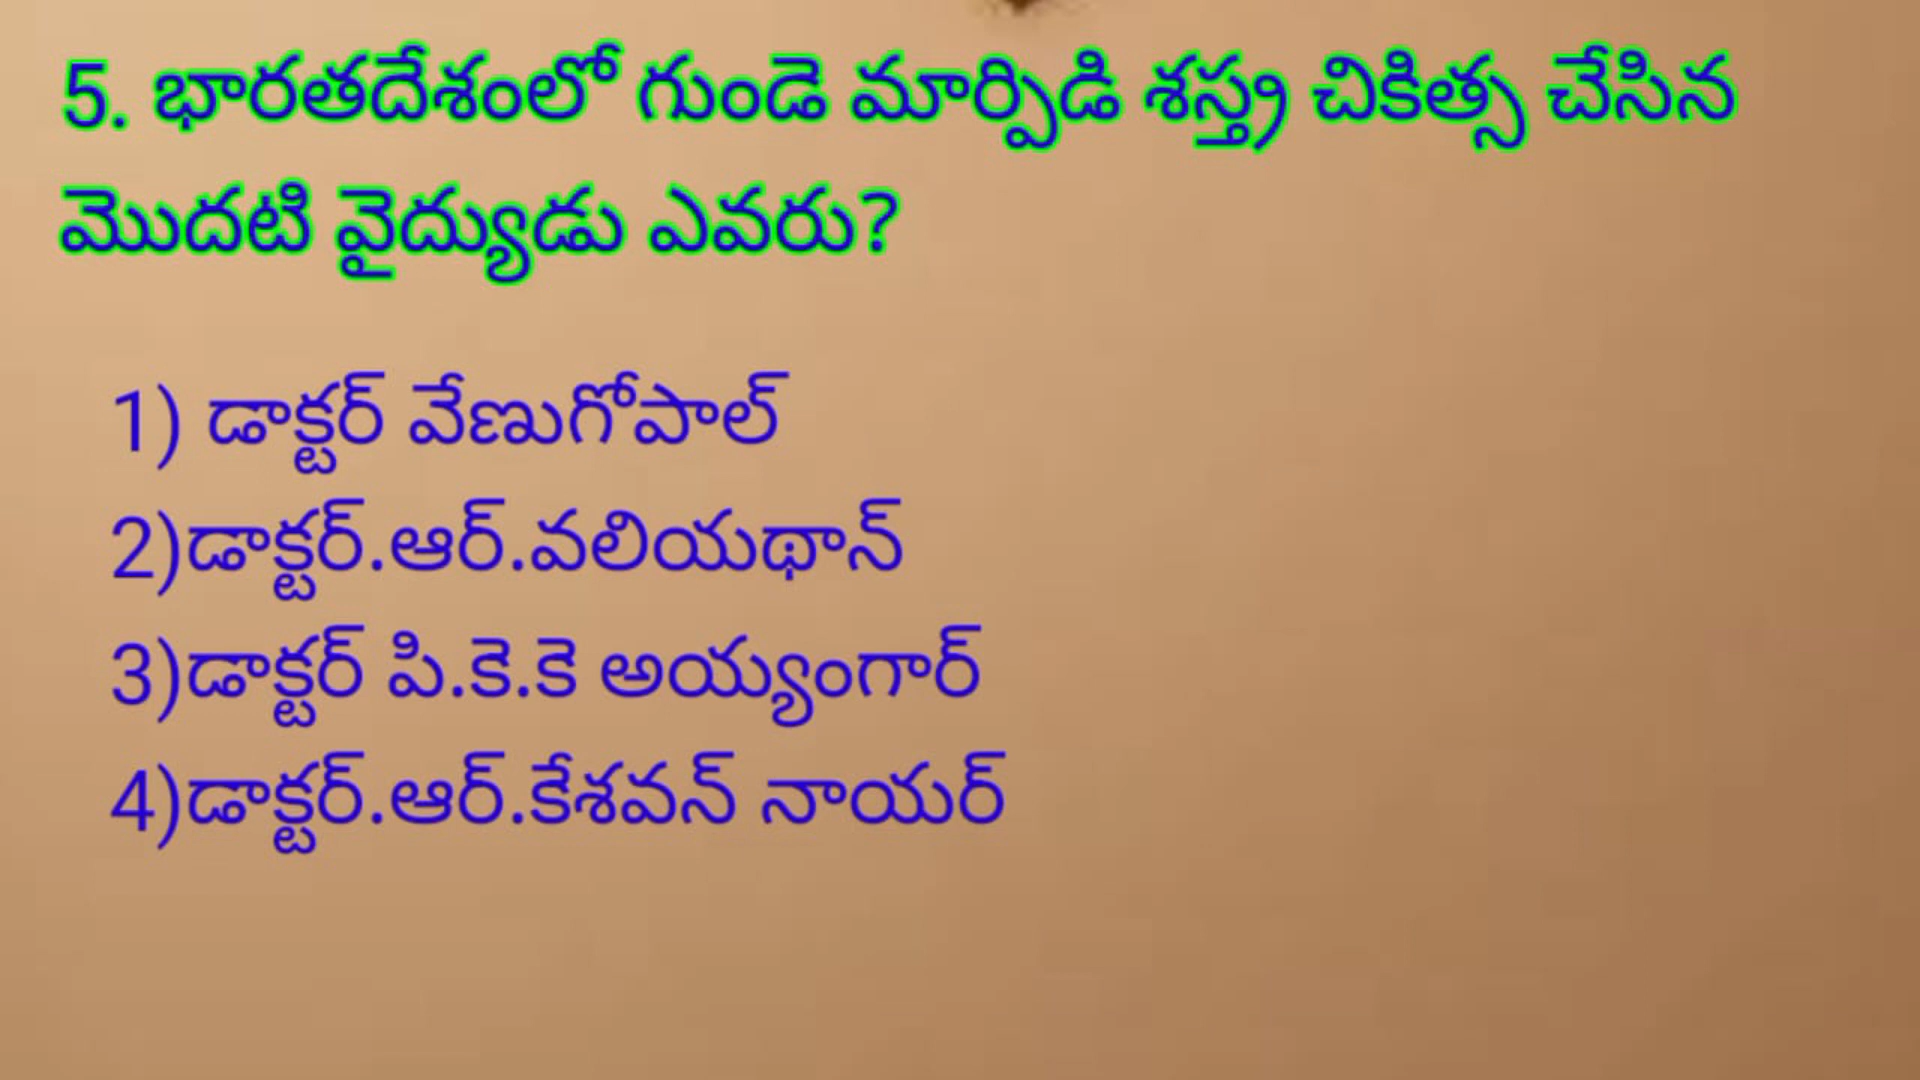 5. భారతదేశంలో గుండె మార్పిడి శస్త్ర చికిత్స చేసిన
మొదటి వైద్యుడు ఎవరు?
1) డాక్టర్ వేణుగోపాల్
2)డాక్టర్.ఆర్.వలియథాన్
3)డాక్టర్ పి.కె.కె అయ్యంగార్
4)డాక్టర్.ఆర్.కేశవన్ నాయర్